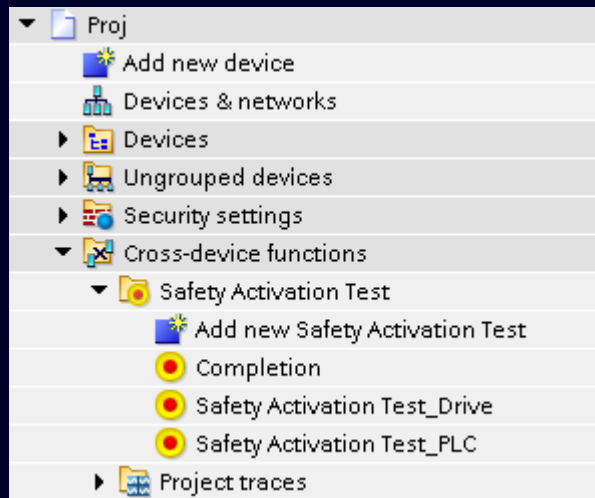 Proj
Add new device
Devices & networks
Devices
Ungrouped devices
Security settings
Cross-device functions
Safety Activation Test
Add new Safety Activation Test
Completion
Safety Activation Test_Drive
Safety Activation Test_PLC
Project traces